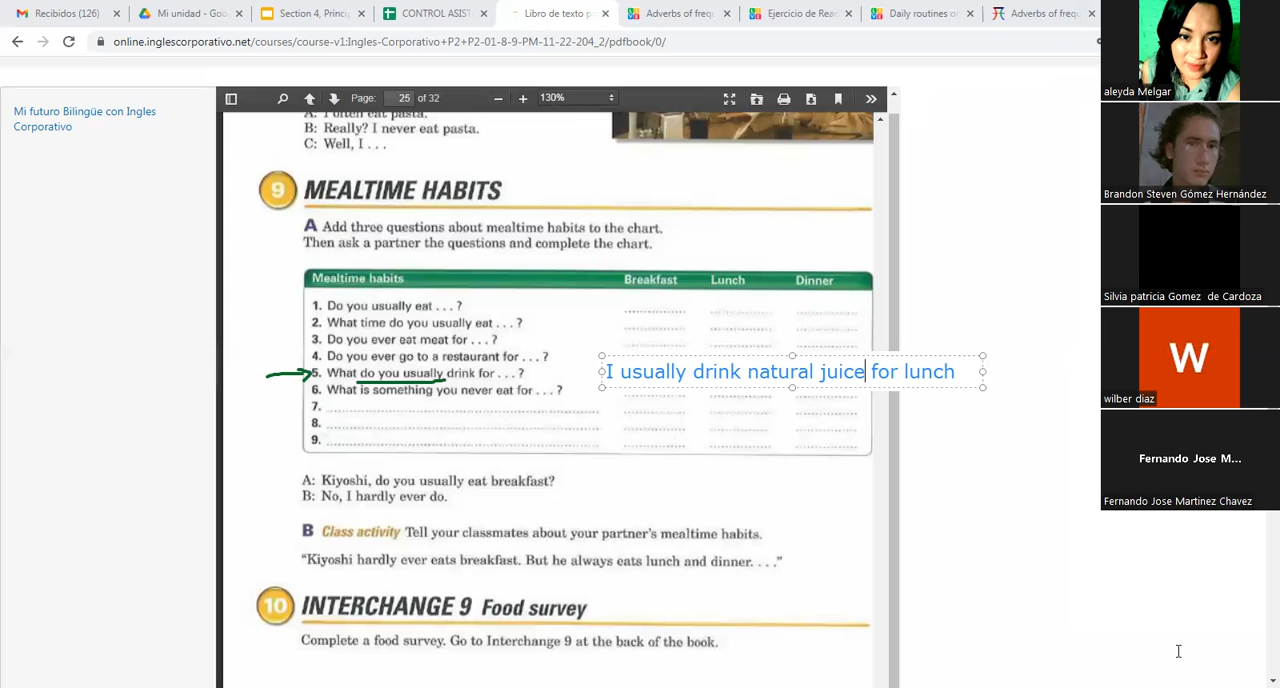 Recibidos (126)
Mi unidad - Goo
Section 4, Princi
CONTROL ASIST
Libro de texto p
Adverbs of frequ
Ejercicio de Rea
Daily routines o
Adverbs of frequ
online.inglescorporativo.net/courses/course-v1:Ingles-Corporativo+P2+P2-01-8-9-PM-11-22-204_2/pdfbook/0/
Mi futuro Bilingüe con Ingles
Corporativo
Page: 25 of 32
130%
A: I often eat pasta.
B: Really? I never eat pasta.
C: Well, I . . .
9 MEALTIME HABITS
A Add three questions about mealtime habits to the chart.
Then ask a partner the questions and complete the chart.
Mealtime habits Breakfast Lunch Dinner
1. Do you usually eat . . . ?
2. What time do you usually eat . . . ?
3. Do you ever eat meat for . . . ?
4. Do you ever go to a restaurant for . . . ?
5. What do you usually drink for . . . ?
I usually drink natural juice for lunch
6. What is something you never eat for . . . ?
7.
8.
9.
A: Kiyoshi, do you usually eat breakfast?
B: No, I hardly ever do.
B Class activity Tell your classmates about your partner's mealtime habits.
"Kiyoshi hardly ever eats breakfast. But he always eats lunch and dinner. . . ."
10 INTERCHANGE 9 Food survey
Complete a food survey. Go to Interchange 9 at the back of the book.
aleyda Melgar
Brandon Steven Gómez Hernández
Silvia patricia Gomez de Cardoza
W
wilber diaz
Fernando Jose M...
Fernando Jose Martinez Chavez